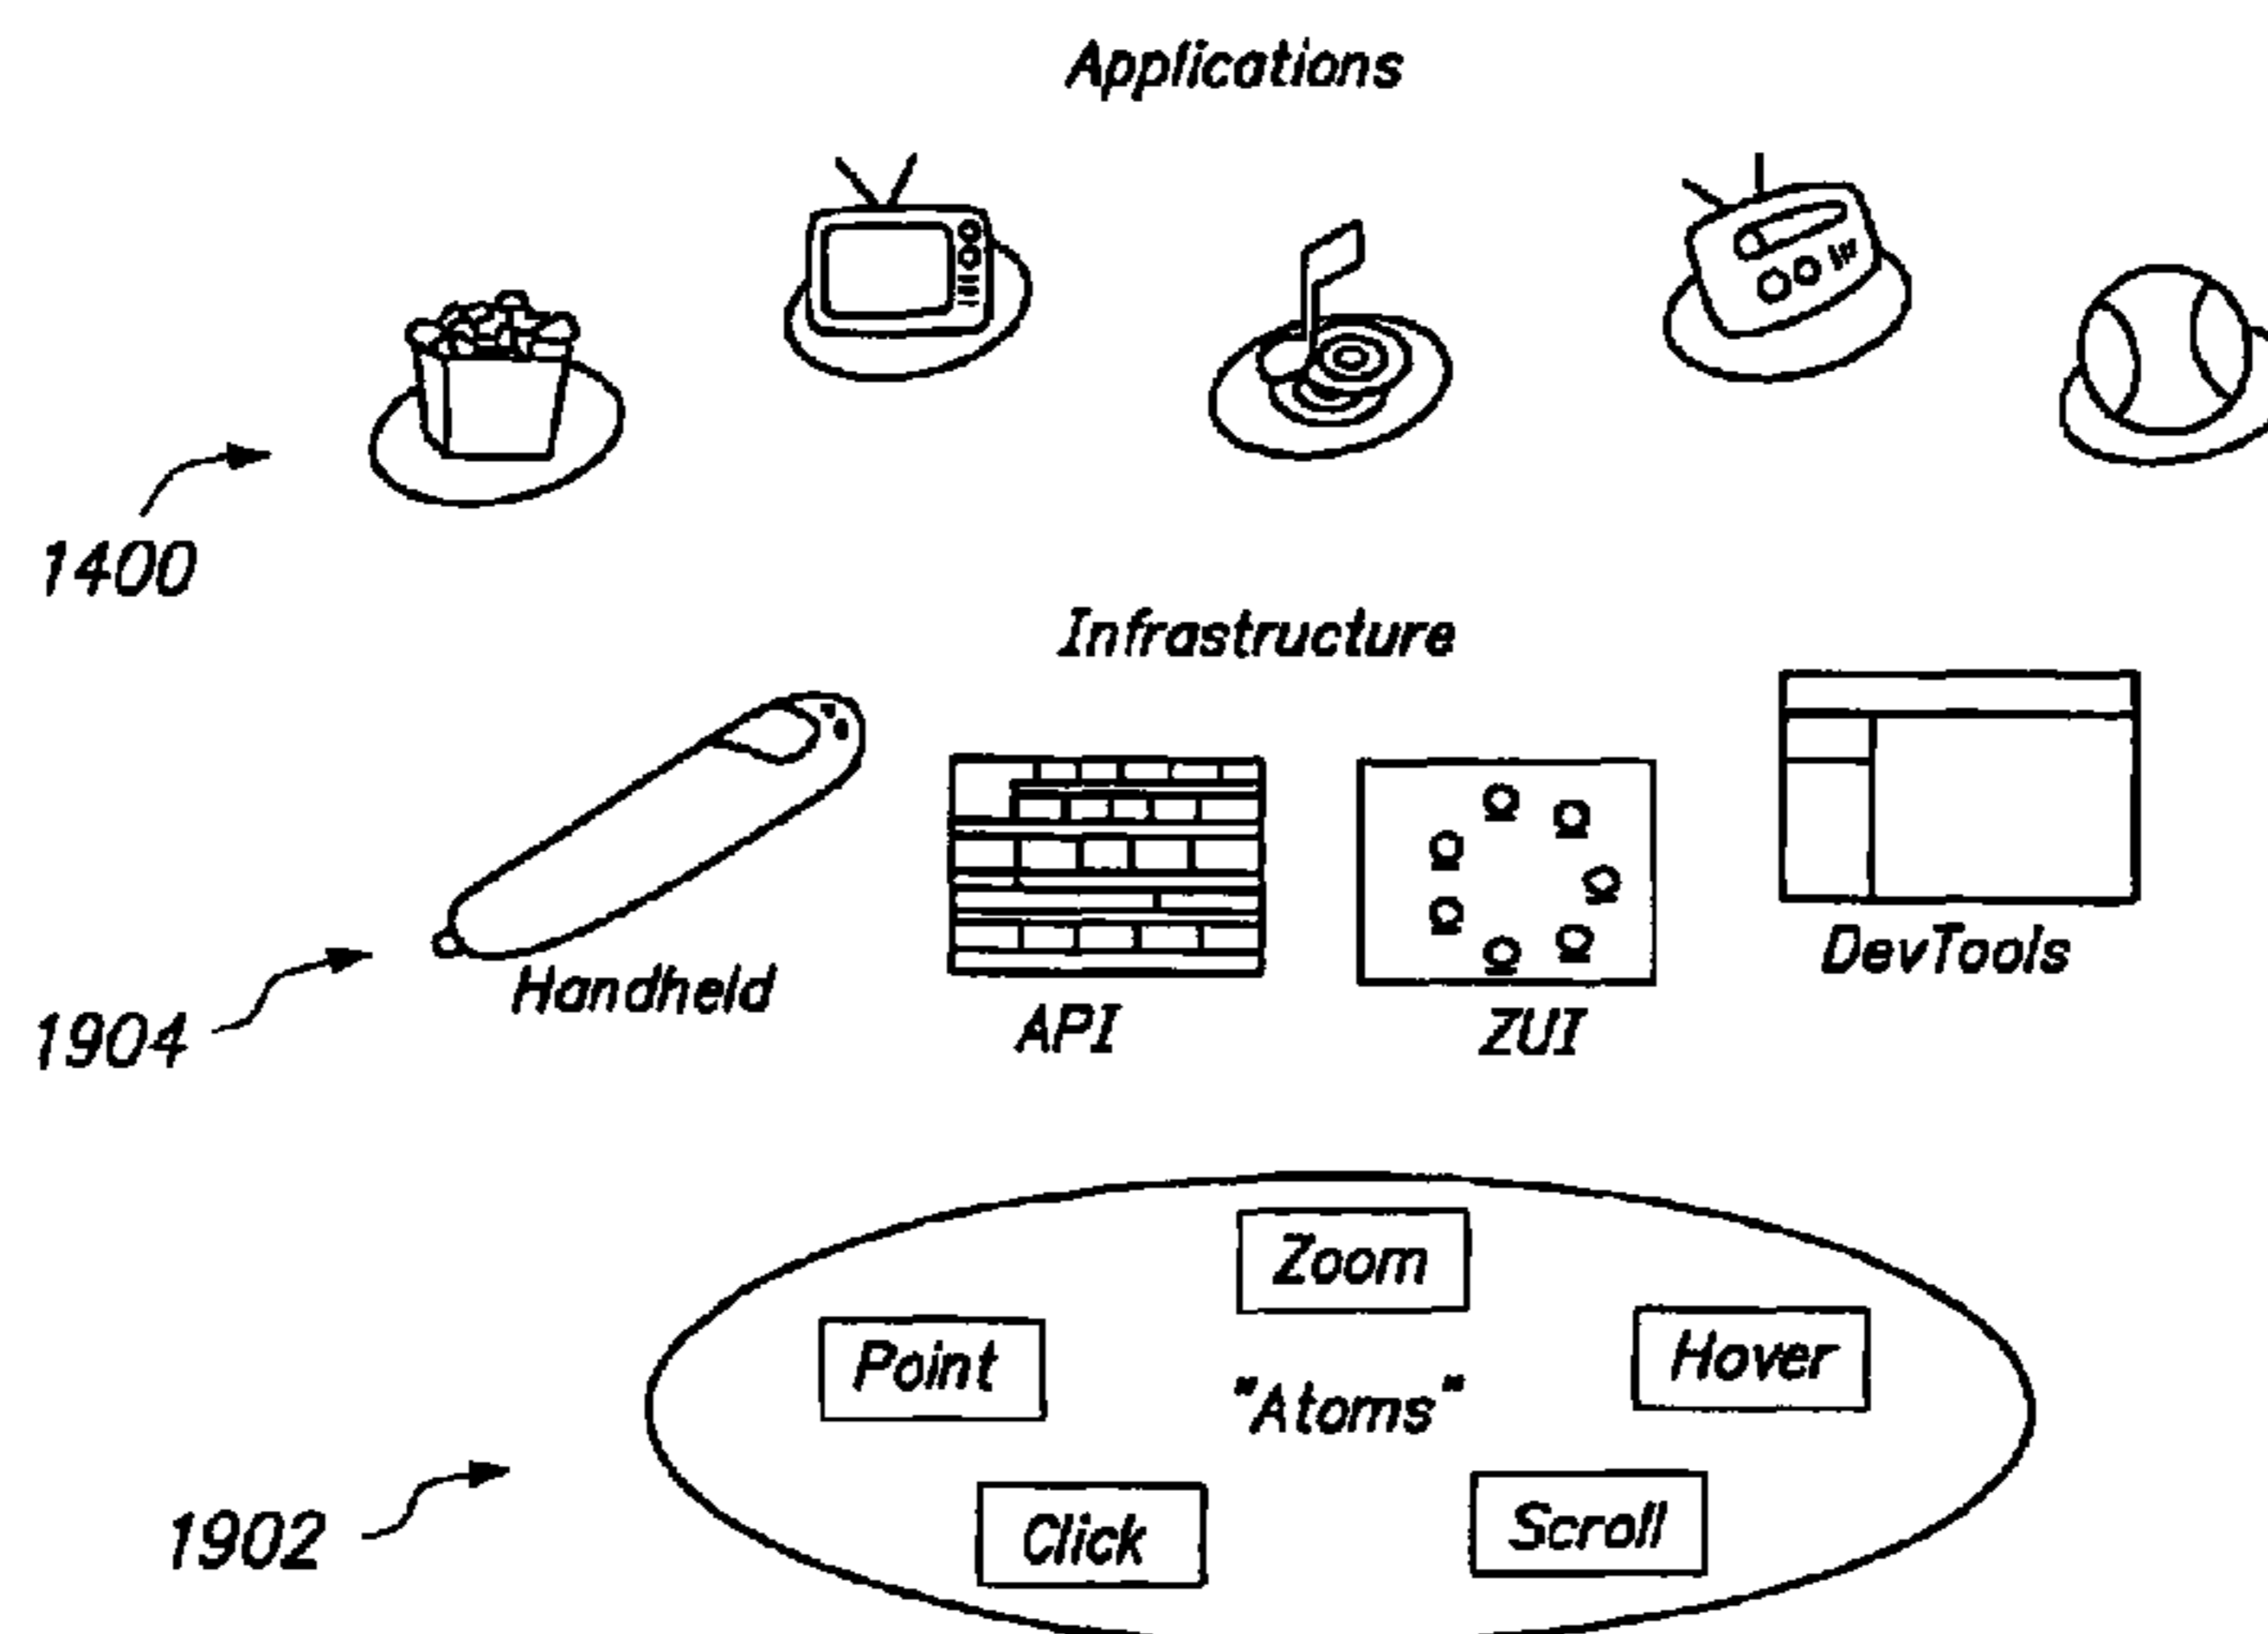 Applications
1400
Infrastructure
Handheld
API
ZUI
DevTools
1904
Zoom
Point
Hover
"Atoms"
Click
Scroll
1902